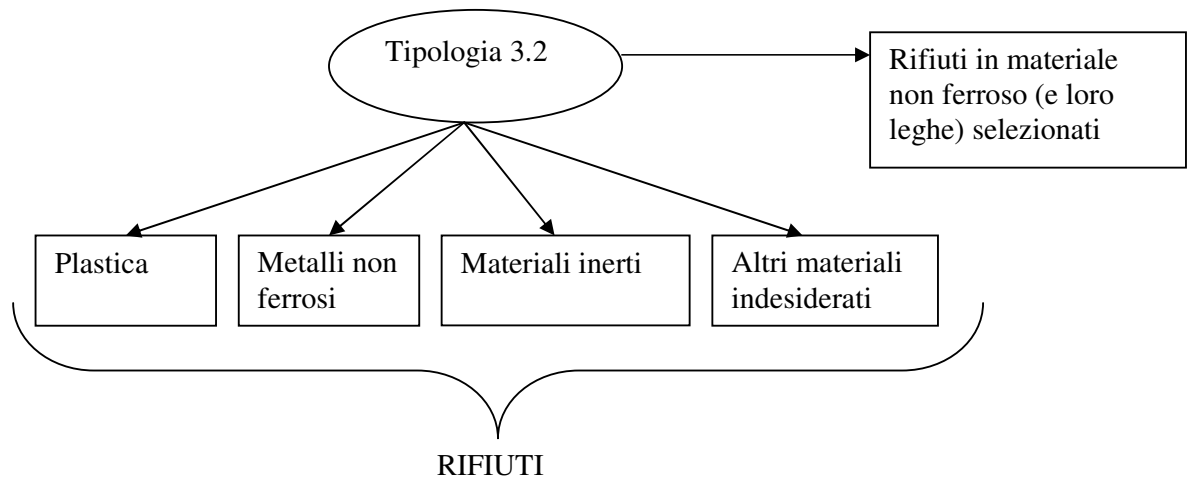 Tipologia 3.2
Rifiuti in materiale
non ferroso (e loro
leghe) selezionati
Plastica
Metalli non
ferrosi
Materiali inerti
Altri materiali
indesiderati
RIFIUTI